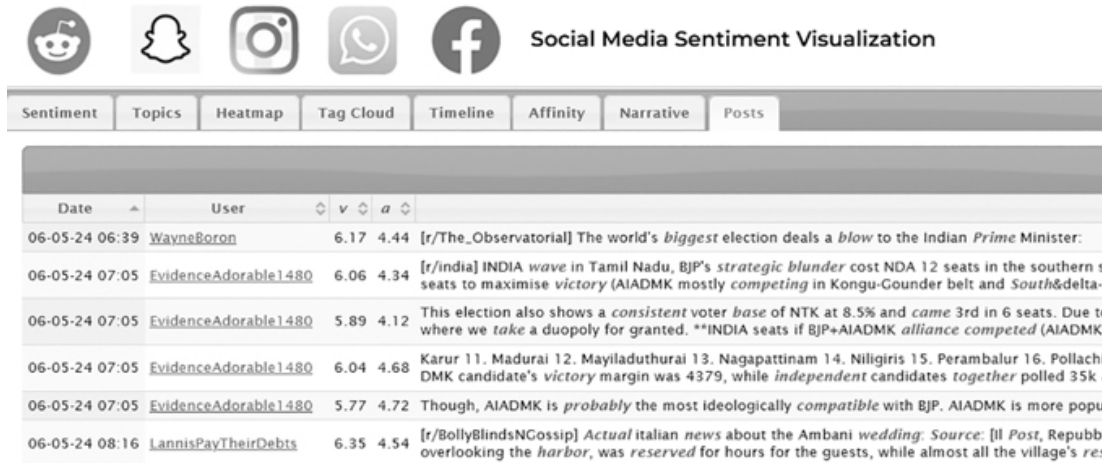 Social Media Sentiment Visualization
Sentiment Topics Heatmap Tag Cloud Timeline Affinity Narrative Posts
Date User v a
06-05-24 06:39 WayneBoron 6.17 4.44 [r/The_Observatorial] The world's biggest election deals a blow to the Indian Prime Minister:
06-05-24 07:05 EvidenceAdorable1480 6.06 4.34 [r/india] INDIA wave in Tamil Nadu, BJP's strategic blunder cost NDA 12 seats in the southern s
seats to maximise victory (AIADMK mostly competing in Kongu-Gounder belt and South&delta-
06-05-24 07:05 EvidenceAdorable1480 5.89 4.12 This election also shows a consistent voter base of NTK at 8.5% and came 3rd in 6 seats. Due to
where we take a duopoly for granted. **INDIA seats if BJP+AIADMK alliance competed (AIADMK
06-05-24 07:05 EvidenceAdorable1480 6.04 4.68 Karur 11. Madurai 12. Mayiladuthurai 13. Nagapattinam 14. Niligiris 15. Perambalur 16. Pollachi
DMK candidate's victory margin was 4379, while independent candidates together polled 35k
06-05-24 07:05 EvidenceAdorable1480 5.77 4.72 Though, AIADMK is probably the most ideologically compatible with BJP. AIADMK is more popu
06-05-24 08:16 LannisPayTheirDebts 6.35 4.54 [r/BollyBlindsNGossip] Actual italian news about the Ambani wedding: Source: [Il Post, Repubb
overlooking the harbor, was reserved for hours for the guests, while almost all the village's res